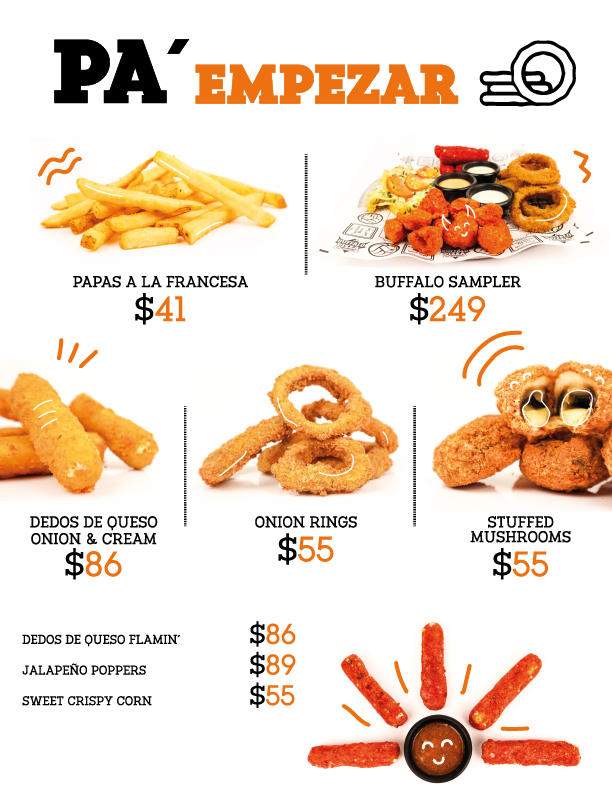 PA´ EMPEZAR
PAPAS A LA FRANCESA
$41
BUFFALO SAMPLER
$249
DEDOS DE QUESO
ONION & CREAM
$86
ONION RINGS
$55
STUFFED
MUSHROOMS
$55
DEDOS DE QUESO FLAMIN´ $86
JALAPEÑO POPPERS $89
SWEET CRISPY CORN $55